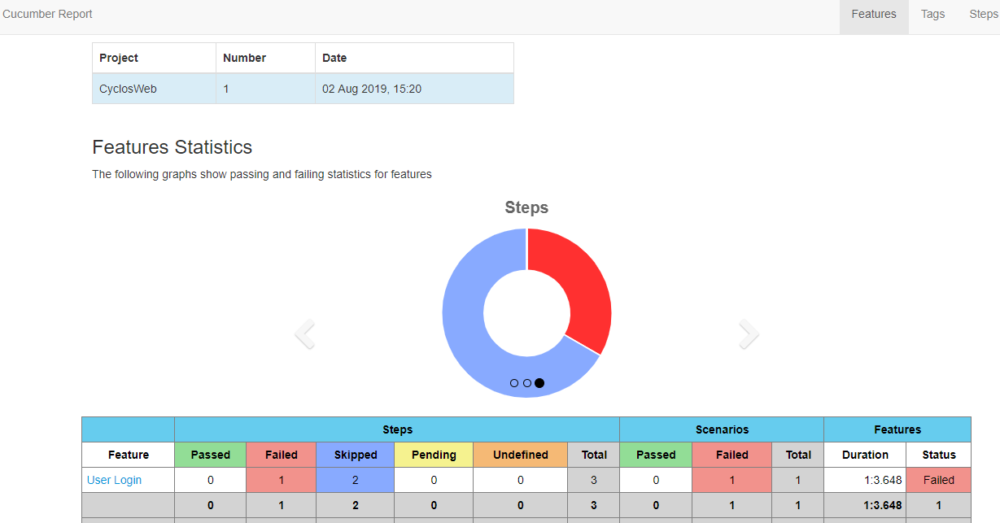 Cucumber Report Features Tags Steps
Project Number Date
CyclosWeb 1 02 Aug 2019, 15:20
Features Statistics
The following graphs show passing and failing statistics for features
Steps
Steps Scenarios Features
Feature Passed Failed Skipped Pending Undefined Total Passed Failed Total Duration Status
User Login 0 1 2 0 0 3 0 1 1 1:3.648 Failed
0 1 2 0 0 3 0 1 1 1:3.648 1